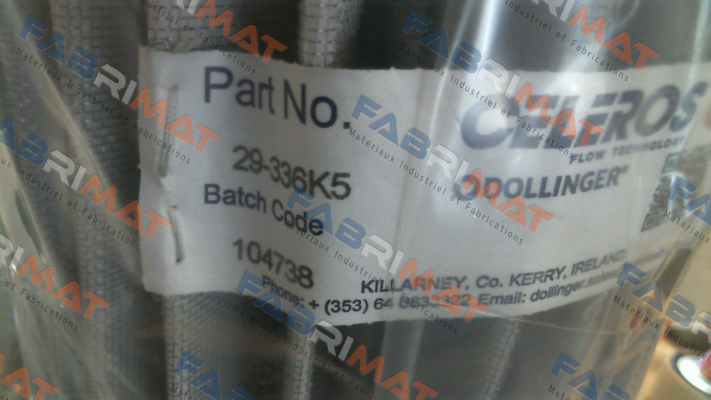 Part No.
29-336K5
Batch Code
104738
CELEROS
FLOW TECHNOLOGY
DOLLINGER®
KILLARNEY, Co. KERRY, IRELAND
Phone: + (353) 64 Email: dollinger.sales
FABRIMAT
Materiaux Industriel et Fabrications